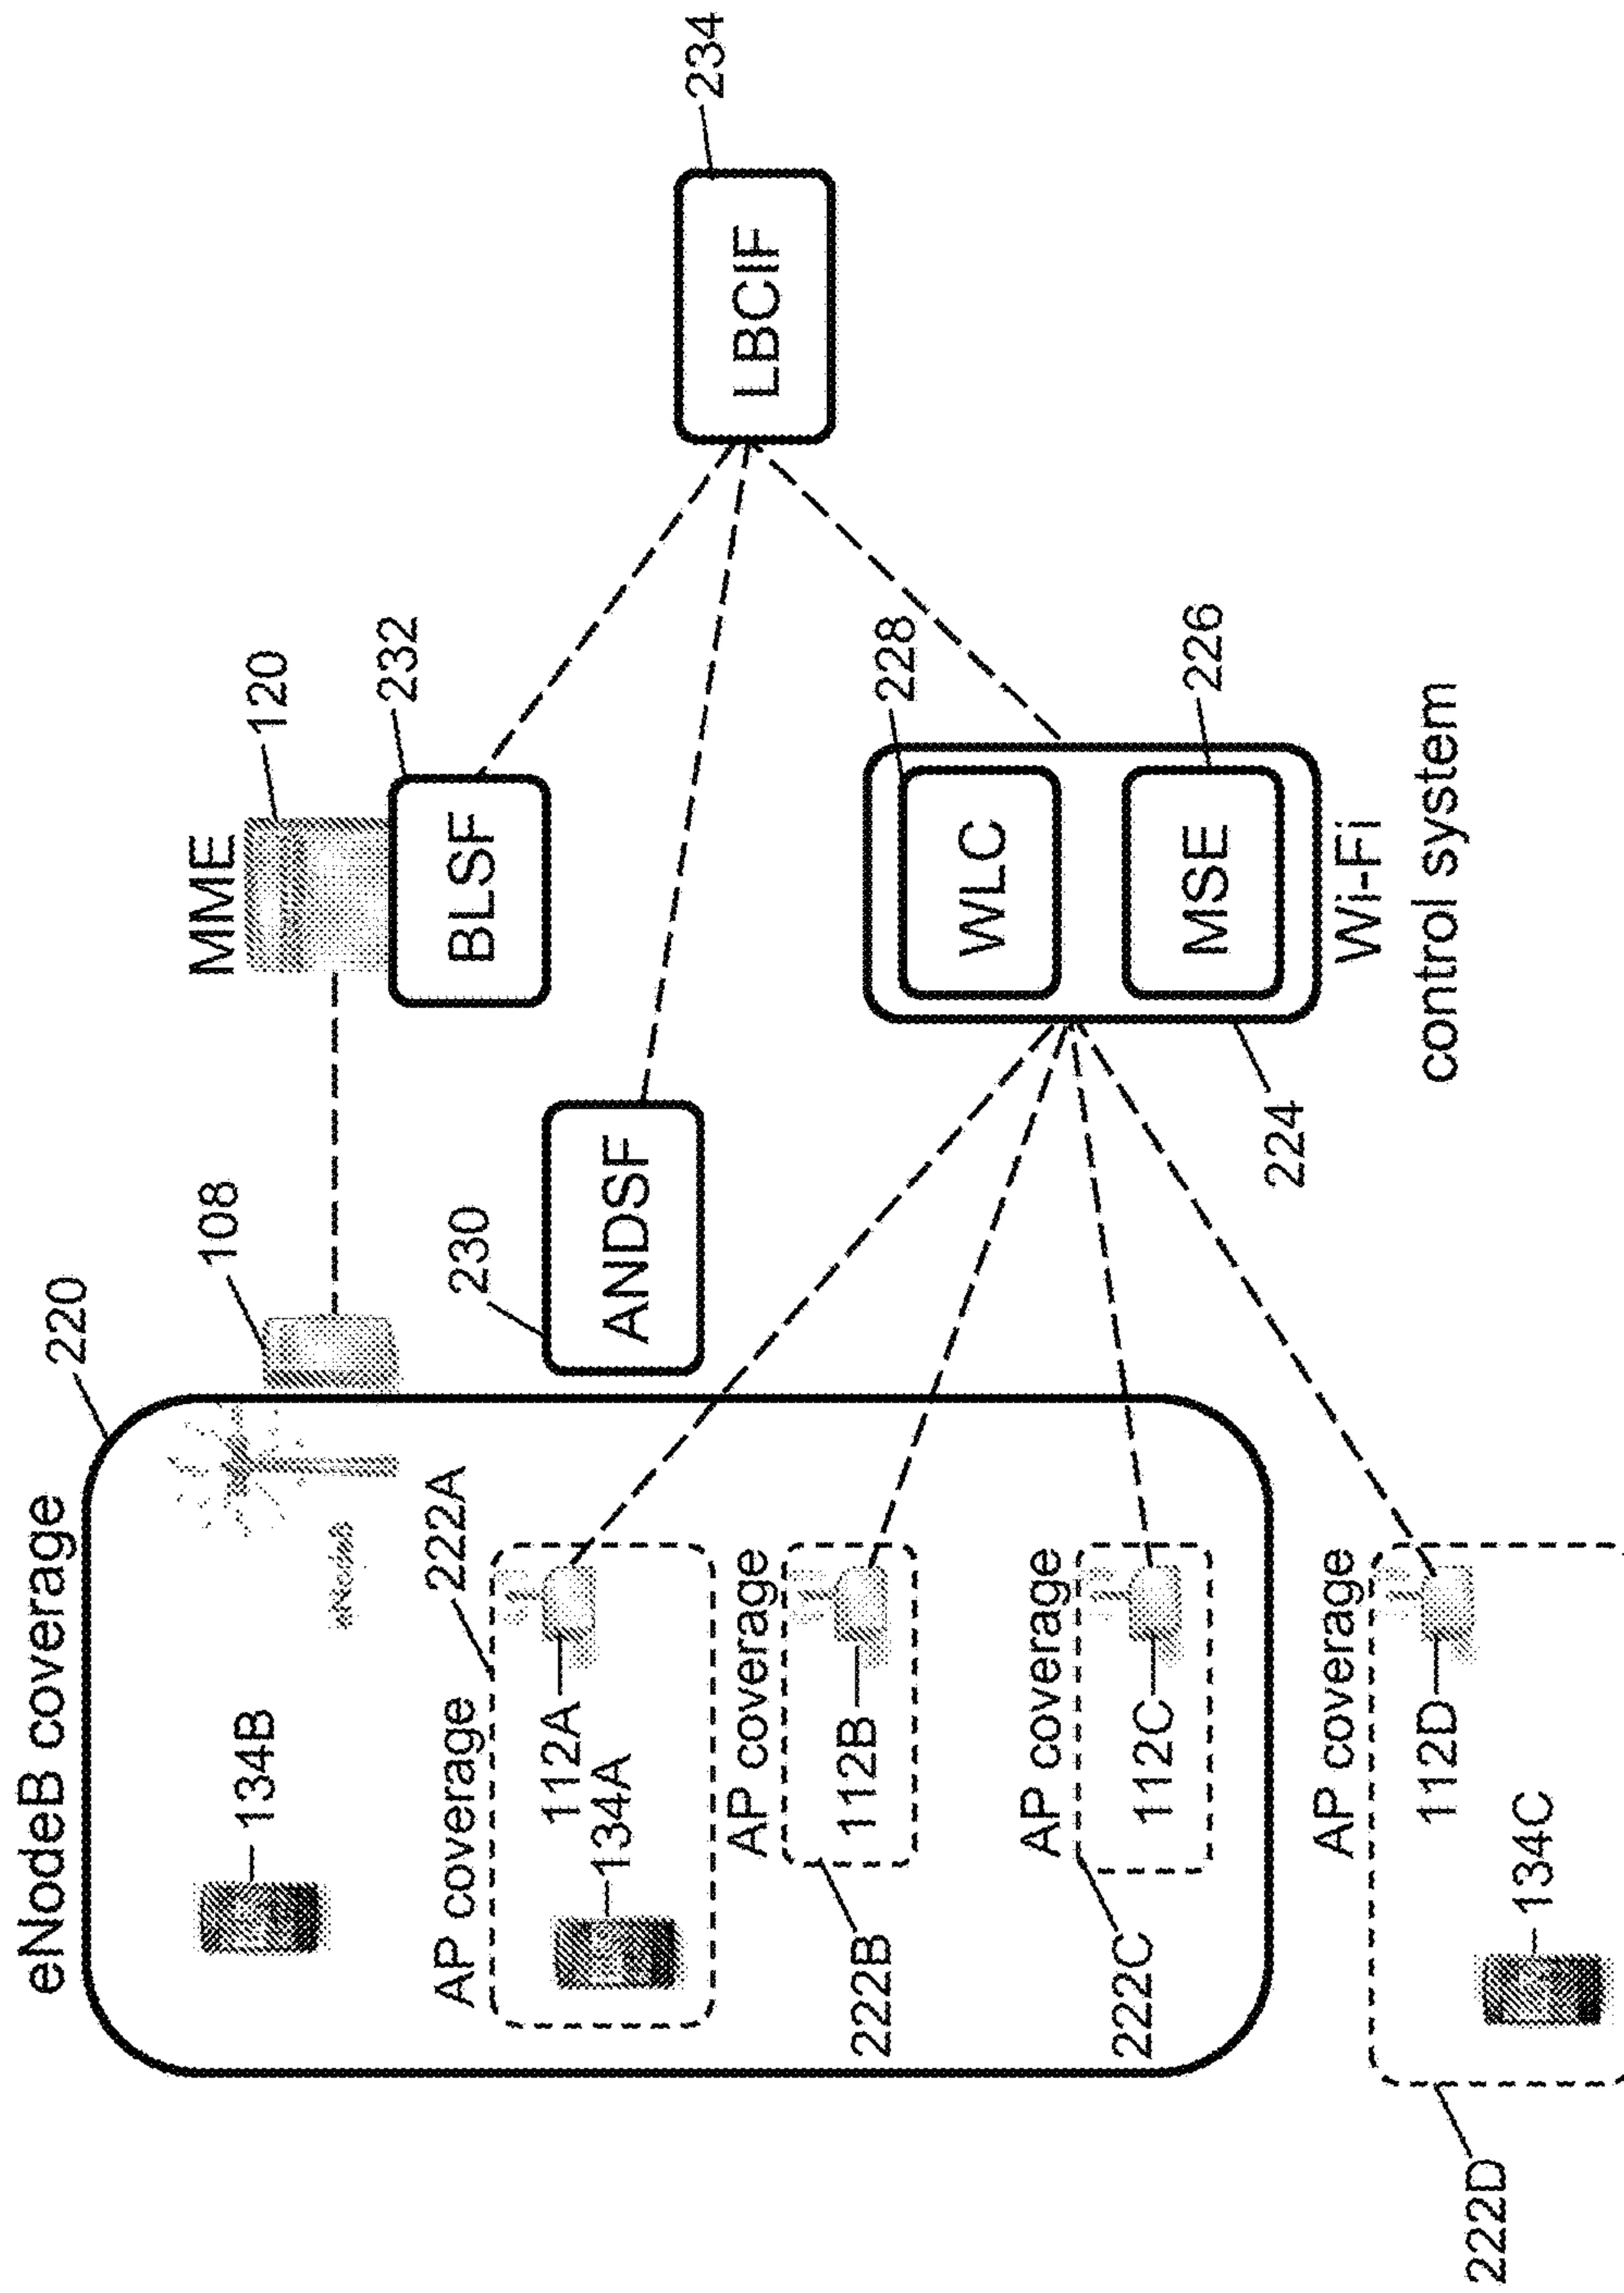 eNodeB coverage
220
134B
108
MME
120
BLSF
232
AP coverage
222A
112A
134A
230
ANDSF
LBCIF
234
AP coverage
112B
222B
228
WLC
MSE
226
AP coverage
112C
222C
224
Wi-Fi
control system
AP coverage
112D
134C
222D